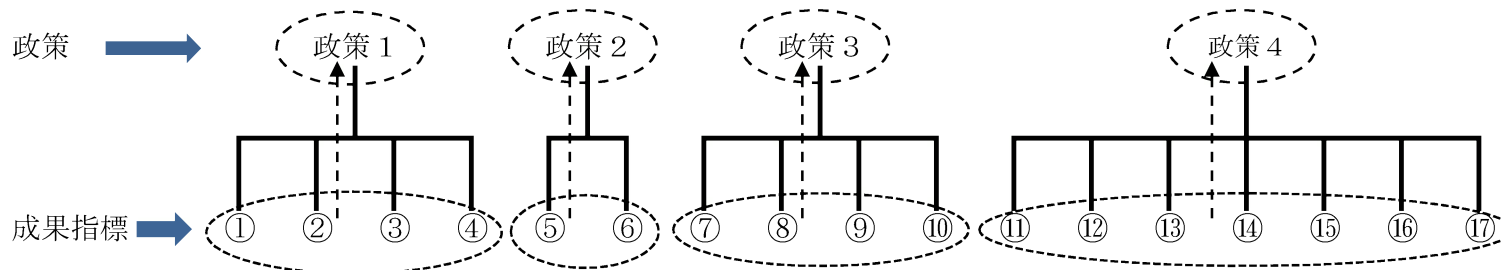 政策 政策１ 政策２ 政策３ 政策４
成果指標 ① ② ③ ④ ⑤ ⑥ ⑦ ⑧ ⑨ ⑩ ⑪ ⑫ ⑬ ⑭ ⑮ ⑯ ⑰